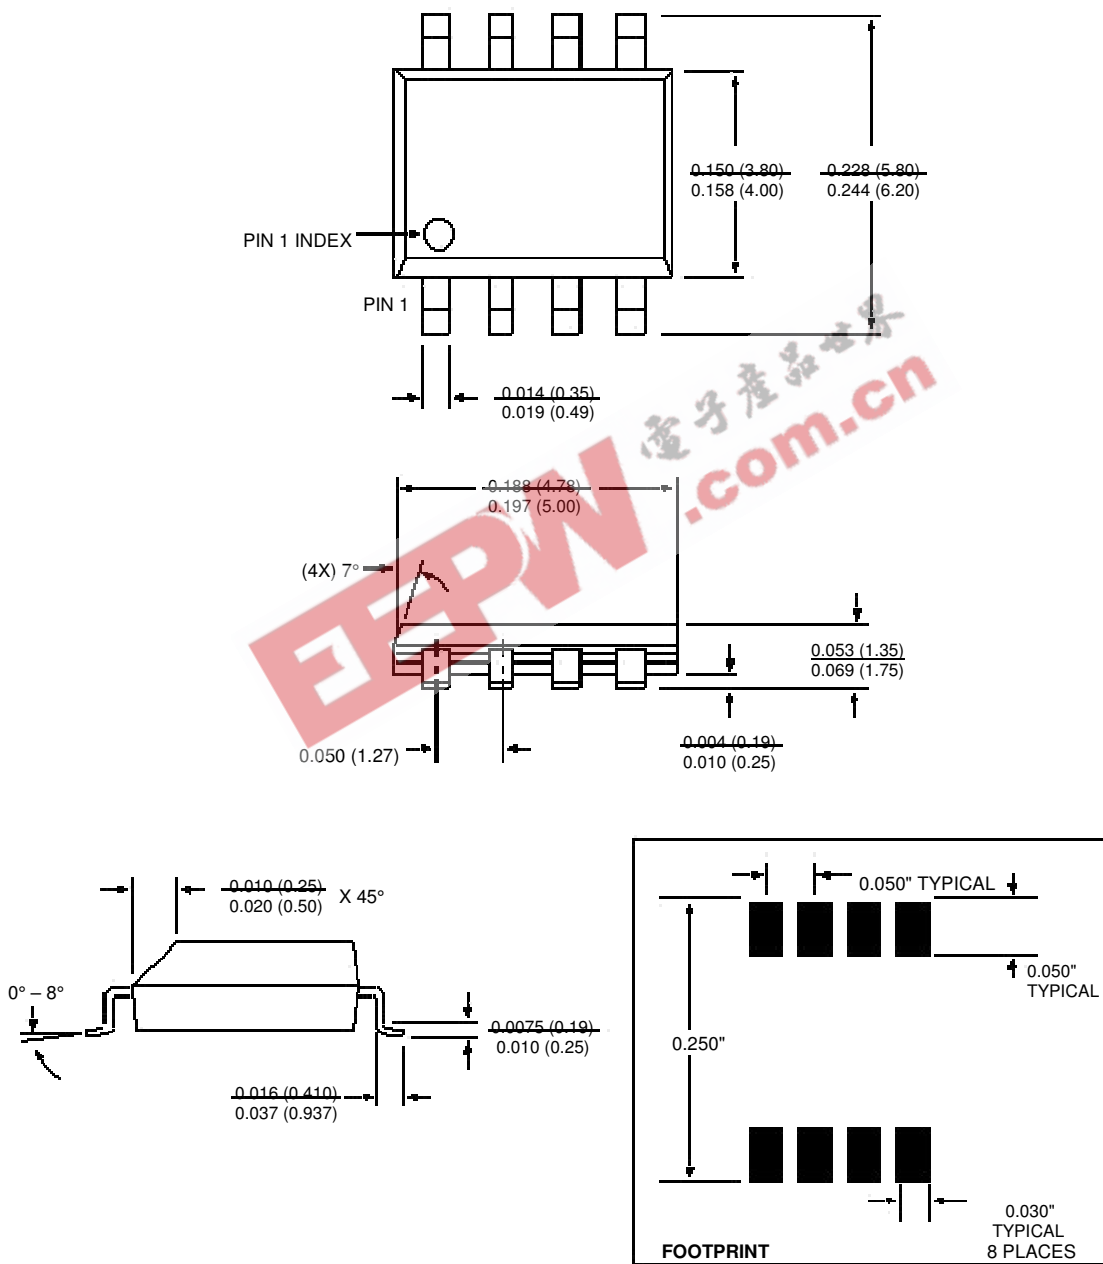 0.150 (3.80)
0.158 (4.00)
0.228 (5.80)
0.244 (6.20)
PIN 1 INDEX
PIN 1
0.014 (0.35)
0.019 (0.49)
電子產品世界
EEPW.com.cn
0.188 (4.78)
0.197 (5.00)
(4X) 7°
0.053 (1.35)
0.069 (1.75)
0.050 (1.27)
0.004 (0.19)
0.010 (0.25)
0.010 (0.25)
0.020 (0.50)
X 45°
0° – 8°
0.0075 (0.19)
0.010 (0.25)
0.016 (0.410)
0.037 (0.937)
0.050" TYPICAL
0.050"
TYPICAL
0.250"
0.030"
TYPICAL
8 PLACES
FOOTPRINT